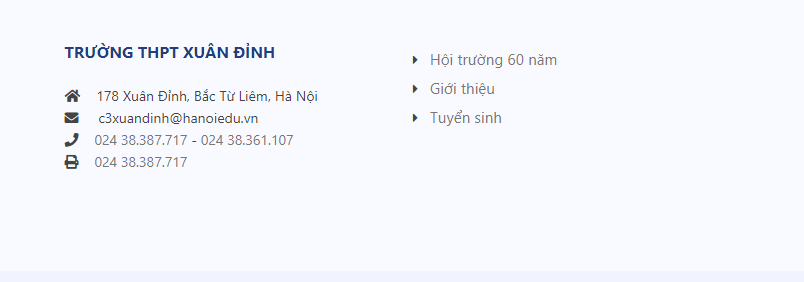 TRƯỜNG THPT XUÂN ĐỈNH
178 Xuân Đỉnh, Bắc Từ Liêm, Hà Nội
c3xuandinh@hanoiedu.vn
024 38.387.717 - 024 38.361.107
024 38.387.717
Hội trường 60 năm
Giới thiệu
Tuyển sinh